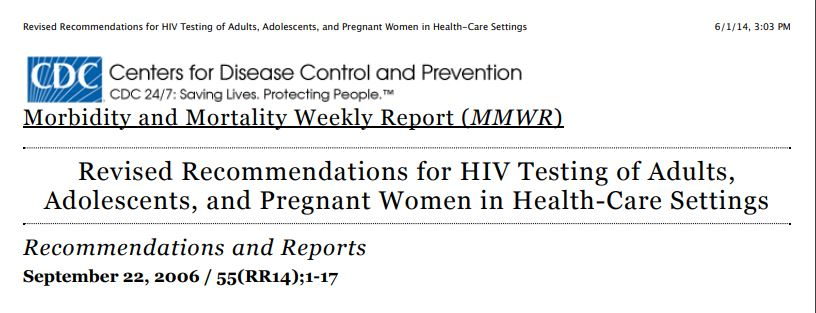 Revised Recommendations for HIV Testing of Adults, Adolescents, and Pregnant Women in Health-Care Settings 6/1/14, 3:03 PM
CDC Centers for Disease Control and Prevention
CDC 24/7: Saving Lives. Protecting People.™
Morbidity and Mortality Weekly Report (MMWR)
Revised Recommendations for HIV Testing of Adults,
Adolescents, and Pregnant Women in Health-Care Settings
Recommendations and Reports
September 22, 2006 / 55(RR14);1-17